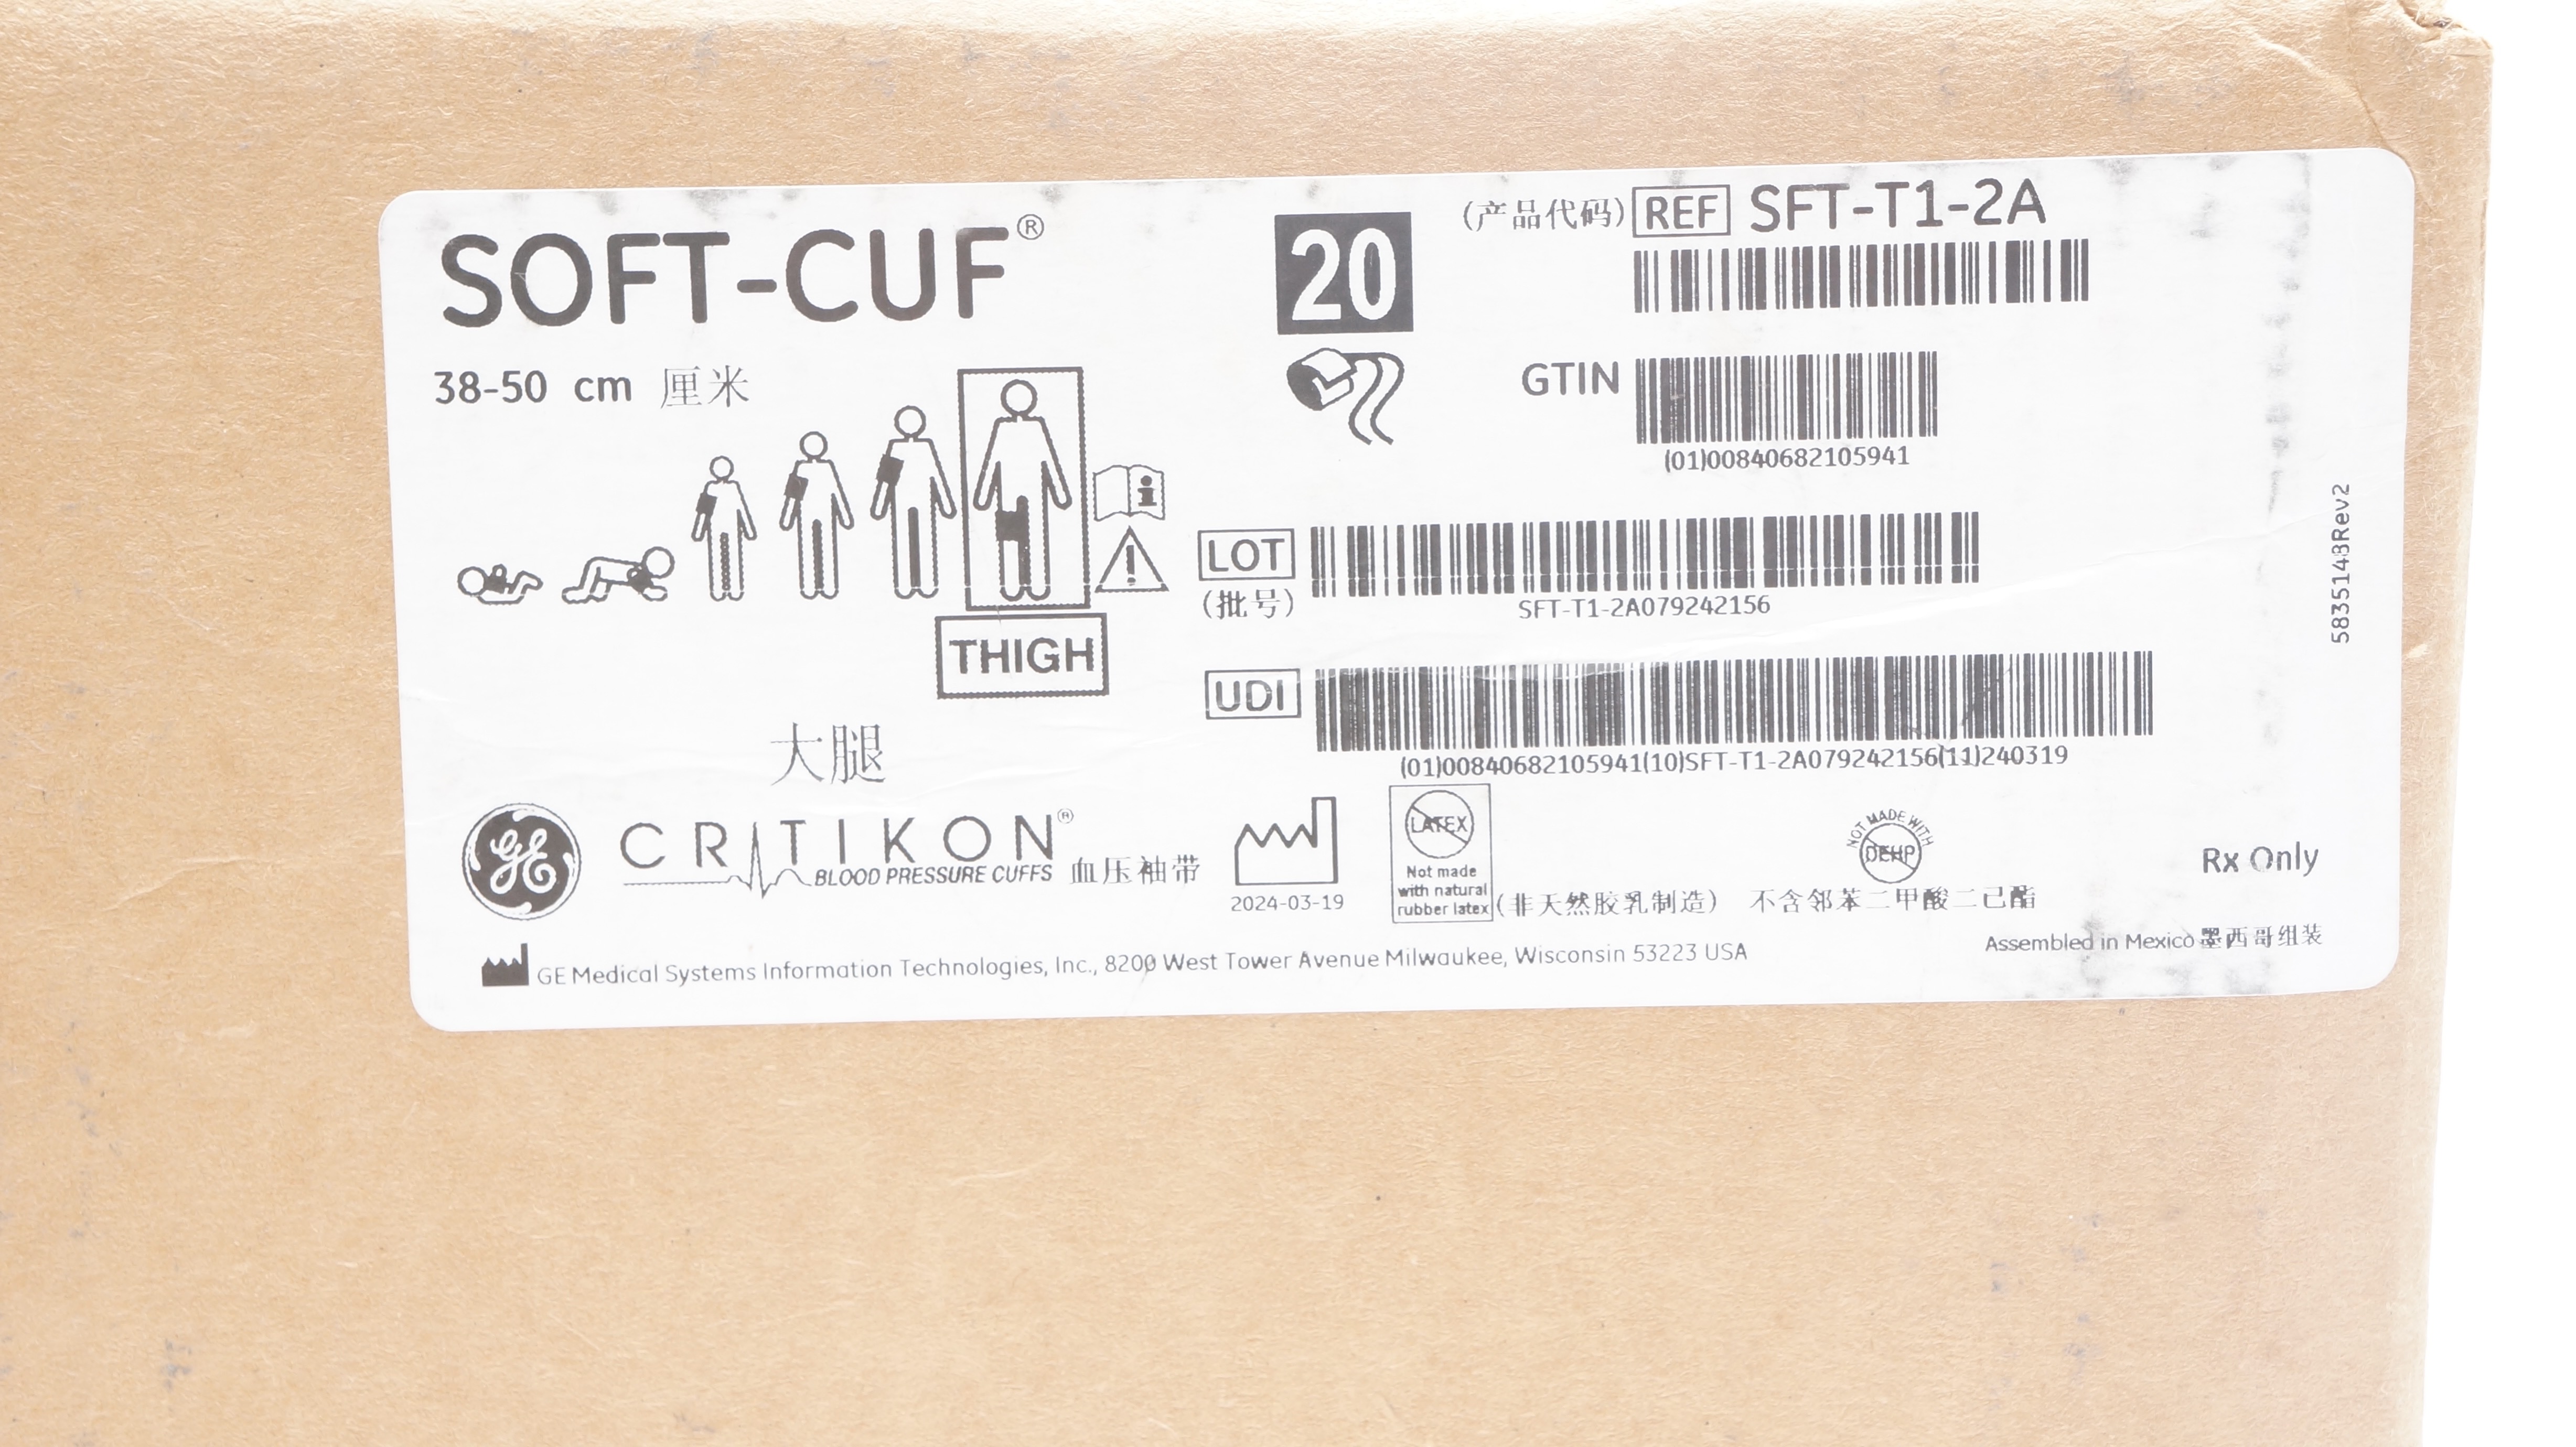 SOFT-CUF®
38-50 cm 厘米
THIGH
大腿
20
(产品代码) REF SFT-T1-2A
GTIN
(01)00840682105941
LOT
(批号)
SFT-T1-2A079242156
UDI
(01)00840682105941(10)SFT-T1-2A079242156(11)240319
5835148Rev2
GE
CRITIKON®
BLOOD PRESSURE CUFFS 血压袖带
2024-03-19
LATEX
Not made
with natural
rubber latex (非天然胶乳制造)
NOT MADE WITH
DEHP
不含邻苯二甲酸二己酯
Rx Only
GE Medical Systems Information Technologies, Inc., 8200 West Tower Avenue Milwaukee, Wisconsin 53223 USA
Assembled in Mexico 墨西哥组装